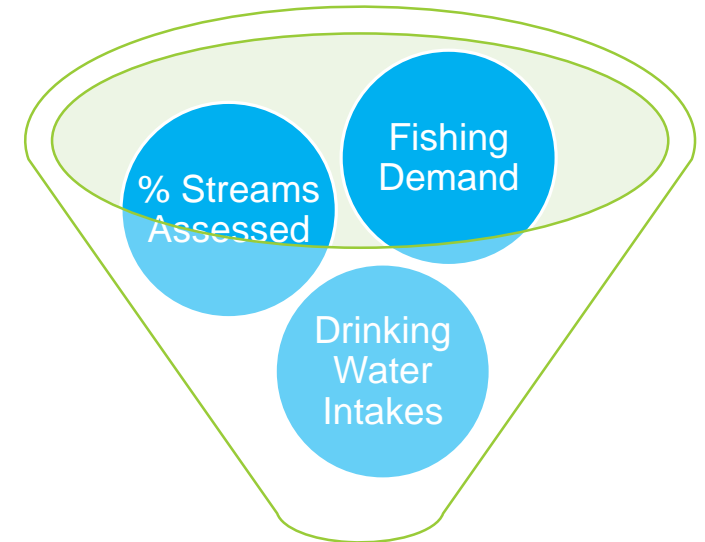 Fishing
Demand
% Streams
Assessed
Drinking
Water
Intakes